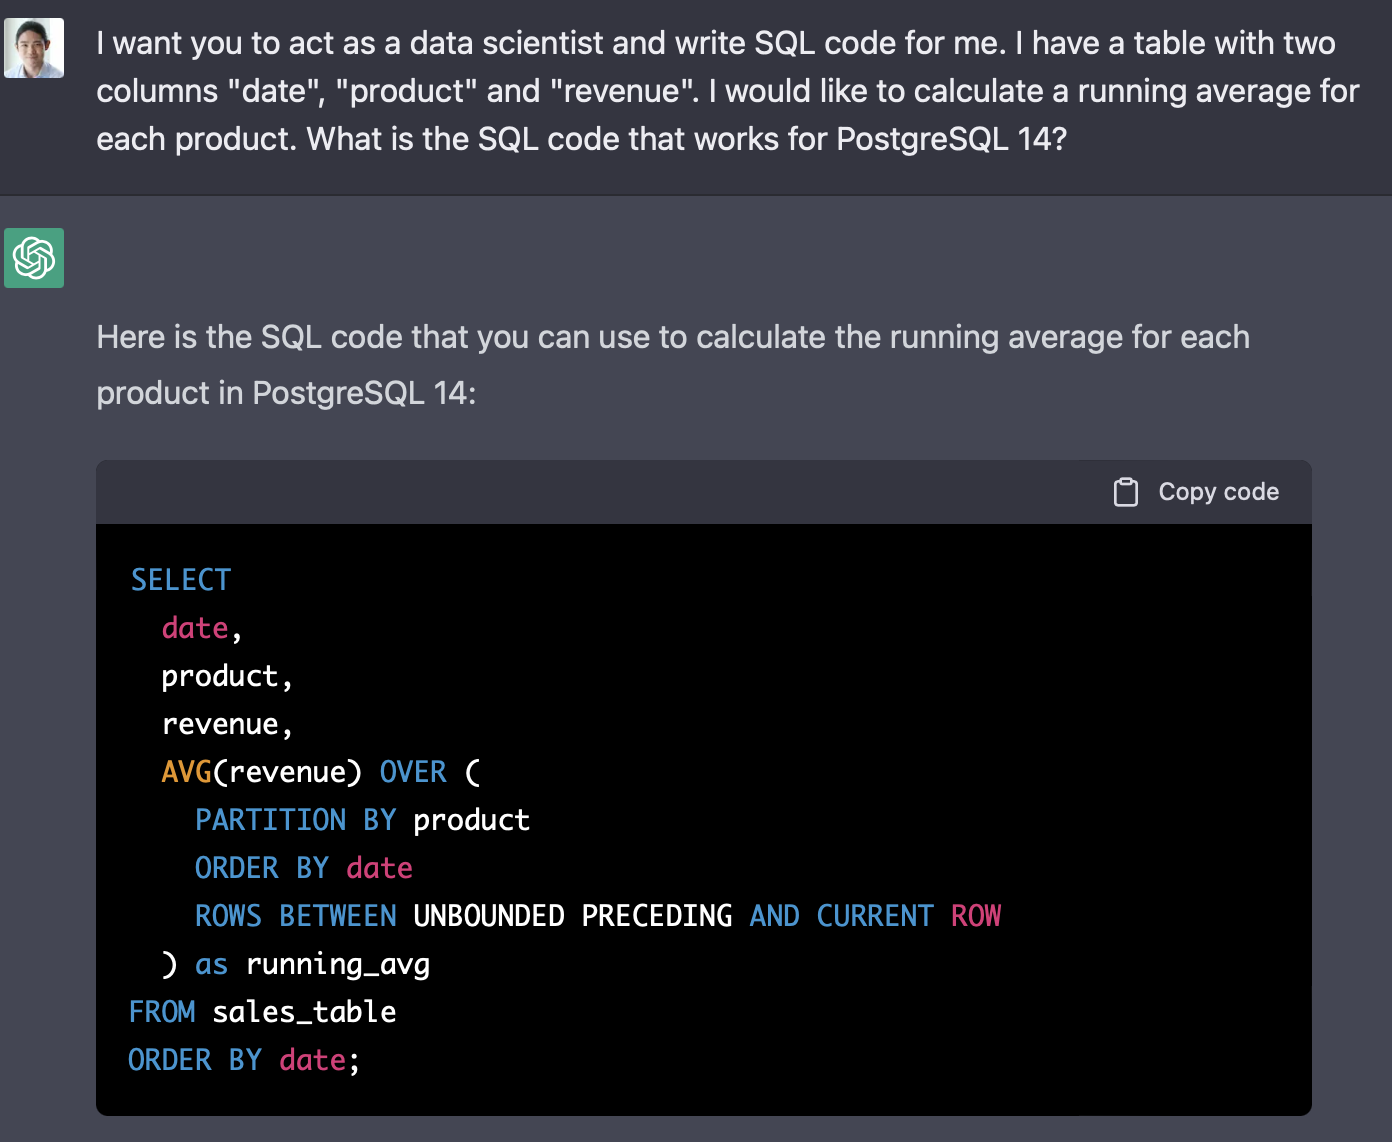 I want you to act as a data scientist and write SQL code for me. I have a table with two
columns "date", "product" and "revenue". I would like to calculate a running average for
each product. What is the SQL code that works for PostgreSQL 14?
Here is the SQL code that you can use to calculate the running average for each
product in PostgreSQL 14:
Copy code
SELECT
  date,
  product,
  revenue,
  AVG(revenue) OVER (
    PARTITION BY product
    ORDER BY date
    ROWS BETWEEN UNBOUNDED PRECEDING AND CURRENT ROW
  ) as running_avg
FROM sales_table
ORDER BY date;